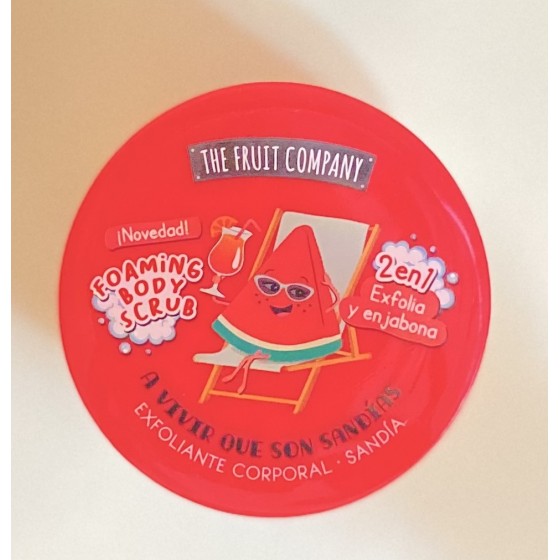 THE FRUIT COMPANY
¡Novedad!
FOAMING
BODY
SCRUB
2en1
Exfolia
y enjabona
A VIVIR QUE SON SANDÍAS
EXFOLIANTE CORPORAL · SANDÍA